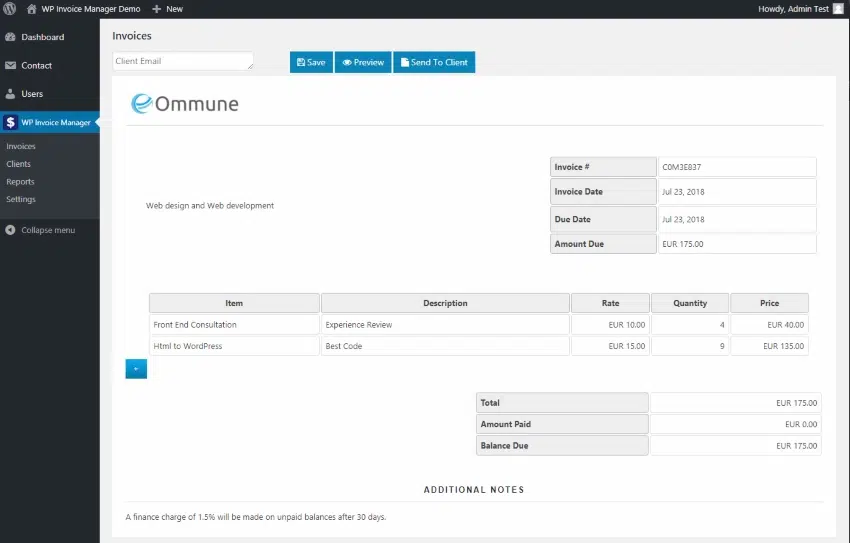 WP Invoice Manager Demo + New Howdy, Admin Test
Dashboard
Contact
Users
$ WP Invoice Manager
Invoices
Clients
Reports
Settings
Collapse menu
Invoices
Client Email Save Preview Send To Client
Ommune
Web design and Web development
Invoice # C0M3E837
Invoice Date Jul 23, 2018
Due Date Jul 23, 2018
Amount Due EUR 175.00
Item Description Rate Quantity Price
Front End Consultation Experience Review EUR 10.00 4 EUR 40.00
Html to WordPress Best Code EUR 15.00 9 EUR 135.00
+
Total EUR 175.00
Amount Paid EUR 0.00
Balance Due EUR 175.00
ADDITIONAL NOTES
A finance charge of 1.5% will be made on unpaid balances after 30 days.